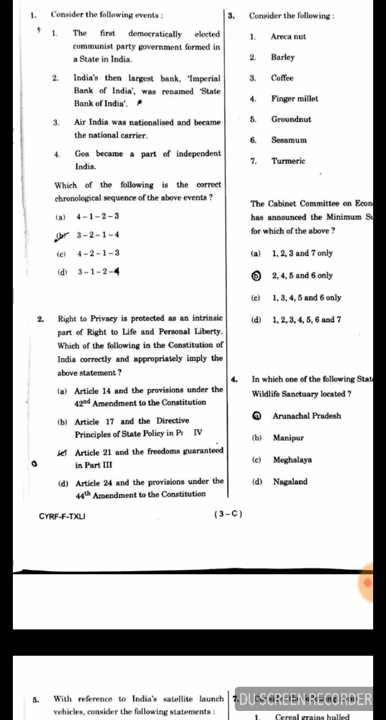 1. Consider the following events :
1. The first democratically elected
communist party government formed in
a State in India.
2. India's then largest bank, 'Imperial
Bank of India', was renamed 'State
Bank of India'.
3. Air India was nationalised and became
the national carrier.
4. Goa became a part of independent
India.
Which of the following is the correct
chronological sequence of the above events ?
(a) 4 – 1 – 2 – 3
(b) 3 – 2 – 1 – 4
(c) 4 – 2 – 1 – 3
(d) 3 – 1 – 2 – 4
2. Right to Privacy is protected as an intrinsic
part of Right to Life and Personal Liberty.
Which of the following in the Constitution of
India correctly and appropriately imply the
above statement ?
(a) Article 14 and the provisions under the
42nd Amendment to the Constitution
(b) Article 17 and the Directive
Principles of State Policy in P IV
(c) Article 21 and the freedoms guaranteed
in Part III
(d) Article 24 and the provisions under the
44th Amendment to the Constitution
CYRF-F-TXLI
( 3 – C )
3. Consider the following :
1. Areca nut
2. Barley
3. Coffee
4. Finger millet
5. Groundnut
6. Sesamum
7. Turmeric
The Cabinet Committee on Econ
has announced the Minimum Su
for which of the above ?
(a) 1, 2, 3 and 7 only
(b) 2, 4, 5 and 6 only
(c) 1, 3, 4, 5 and 6 only
(d) 1, 2, 3, 4, 5, 6 and 7
4. In which one of the following Stat
Wildlife Sanctuary located ?
(a) Arunachal Pradesh
(b) Manipur
(c) Meghalaya
(d) Nagaland
5. With reference to India's satellite launch
vehicles, consider the following statements :
7.
DU SCREEN RECORDER
1. Cereal grains hulled